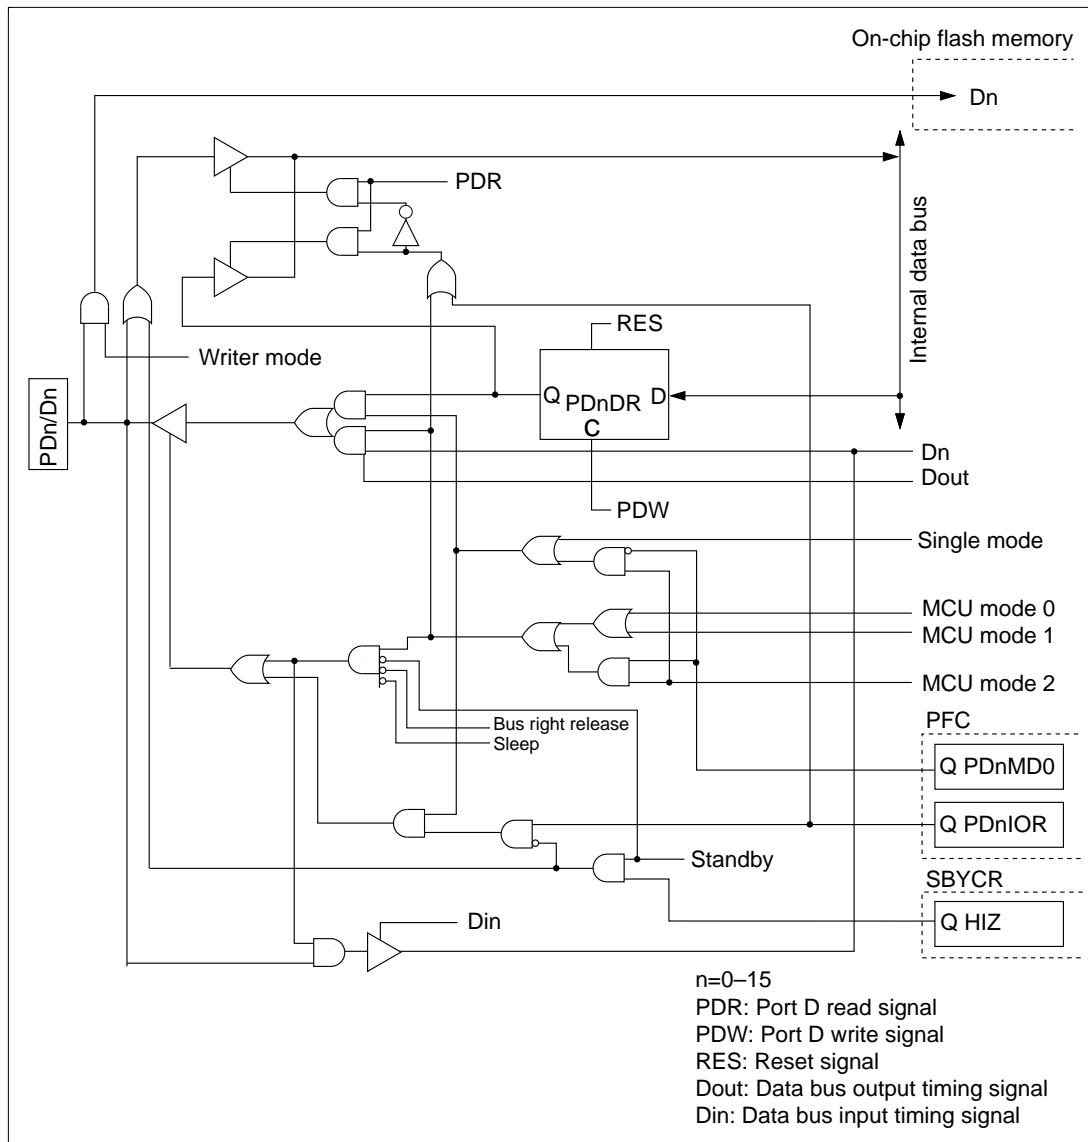 On-chip flash memory
Dn
PDR
Internal data bus
RES
Writer mode
Q PDnDR D
C
PDn/Dn
Dn
Dout
PDW
Single mode
MCU mode 0
MCU mode 1
MCU mode 2
PFC
Bus right release
Sleep
Q PDnMD0
Q PDnIOR
Standby
SBYCR
Din
Q HIZ
n=0–15
PDR: Port D read signal
PDW: Port D write signal
RES: Reset signal
Dout: Data bus output timing signal
Din: Data bus input timing signal